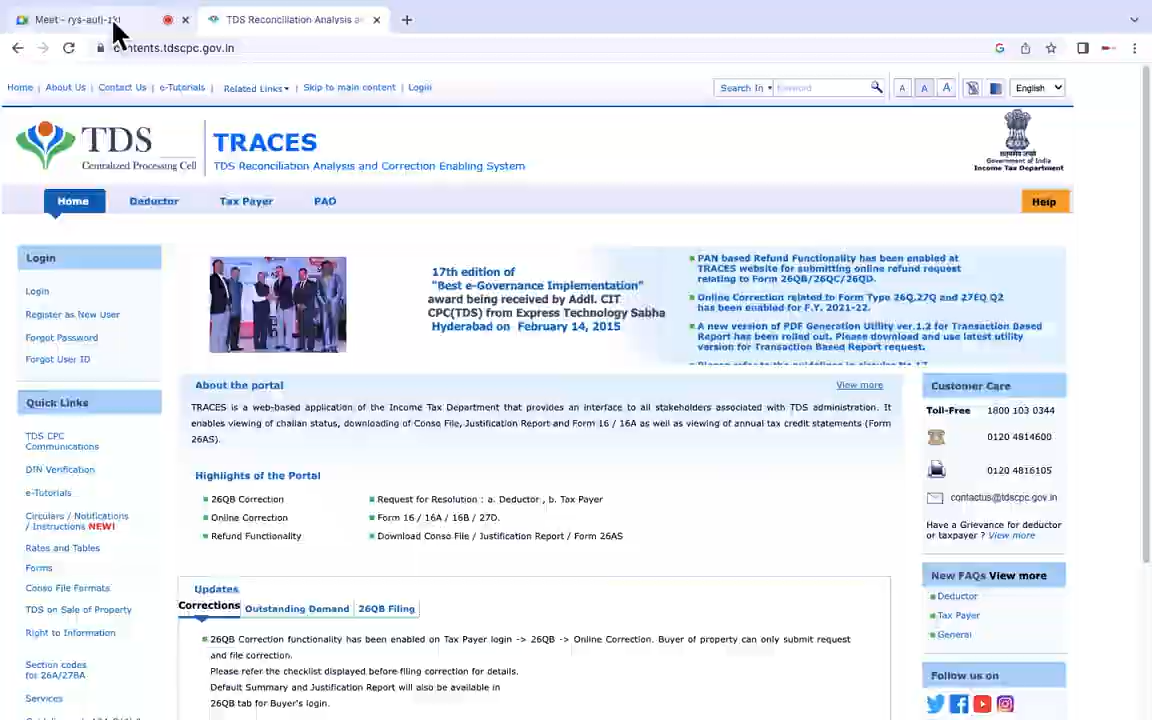 Meet - rys-aufj-
TDS Reconciliation Analysis a
contents.tdscpc.gov.in
Home | About Us | Contact Us | e-Tutorials | Related Links | Skip to main content | Login
Search In keyword A A A English
TDS
Centralized Processing Cell
TRACES
TDS Reconciliation Analysis and Correction Enabling System
Government of India
Income Tax Department
Home Deductor Tax Payer PAO Help
Login
Login
Register as New User
Forgot Password
Forgot User ID
17th edition of
"Best e-Governance Implementation"
award being received by Addl. CIT
CPC(TDS) from Express Technology Sabha
Hyderabad on February 14, 2015
PAN based Refund Functionality has been enabled at
TRACES website for submitting online refund request
relating to Form 26QB/26QC/26QD.
Online Correction related to Form Type 26Q,27Q and 27EQ Q2
has been enabled for F.Y. 2021-22.
A new version of PDF Generation Utility ver.1.2 for Transaction Based
Report has been rolled out. Please download and use latest utility
version for Transaction Based Report request.
Please refer to the guidelines in circular No 17
Quick Links
TDS CPC
Communications
DIN Verification
e-Tutorials
Circulars / Notifications
/ Instructions NEW!
Rates and Tables
Forms
Conso File Formats
TDS on Sale of Property
Right to Information
Section codes
for 26A/27BA
Services
About the portal
View more
TRACES is a web-based application of the Income Tax Department that provides an interface to all stakeholders associated with TDS administration. It
enables viewing of challan status, downloading of Conso File, Justification Report and Form 16 / 16A as well as viewing of annual tax credit statements (Form
26AS).
Highlights of the Portal
26QB Correction
Online Correction
Refund Functionality
Request for Resolution : a. Deductor , b. Tax Payer
Form 16 / 16A / 16B / 27D.
Download Conso File / Justification Report / Form 26AS
Updates
Corrections Outstanding Demand 26QB Filing
26QB Correction functionality has been enabled on Tax Payer login -> 26QB -> Online Correction. Buyer of property can only submit request
and file correction.
Please refer the checklist displayed before filing correction for details.
Default Summary and Justification Report will also be available in
26QB tab for Buyer's login.
Customer Care
Toll-Free 1800 103 0344
0120 4814600
0120 4816105
contactus@tdscpc.gov.in
Have a Grievance for deductor
or taxpayer ? View more
New FAQs View more
Deductor
Tax Payer
General
Follow us on